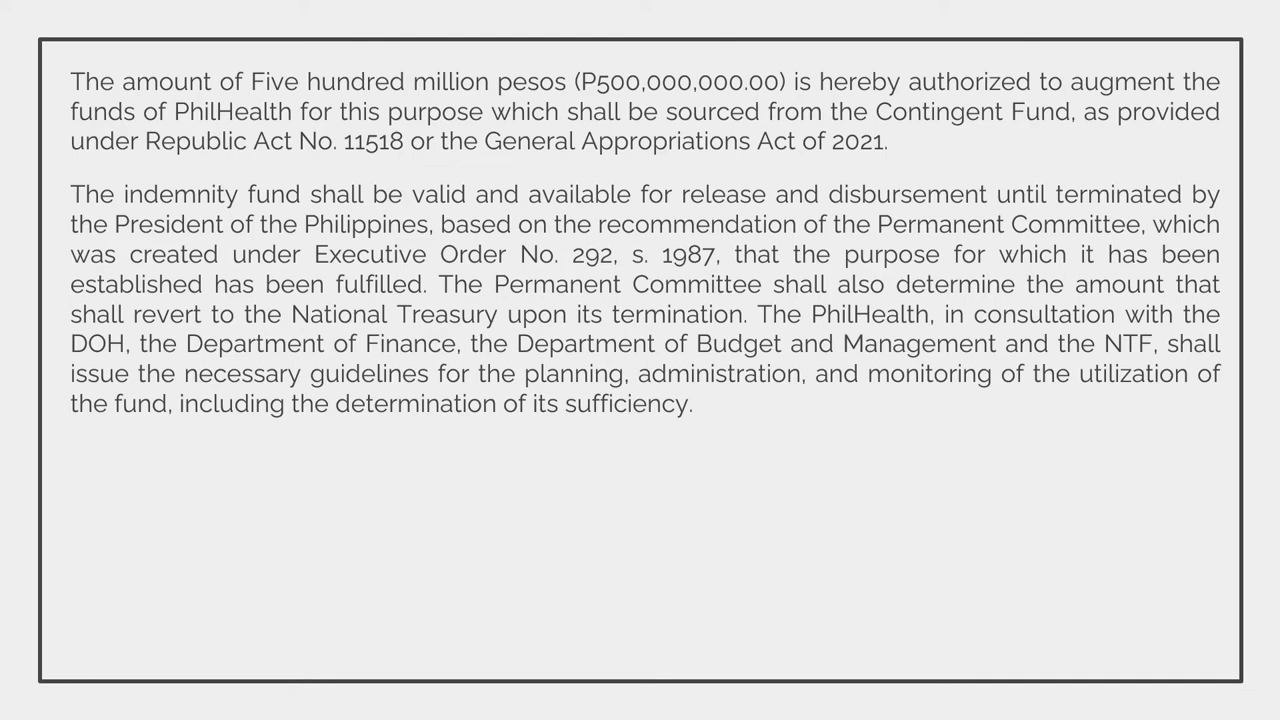 The amount of Five hundred million pesos (P500,000,000.00) is hereby authorized to augment the
funds of PhilHealth for this purpose which shall be sourced from the Contingent Fund, as provided
under Republic Act No. 11518 or the General Appropriations Act of 2021.
The indemnity fund shall be valid and available for release and disbursement until terminated by
the President of the Philippines, based on the recommendation of the Permanent Committee, which
was created under Executive Order No. 292, s. 1987, that the purpose for which it has been
established has been fulfilled. The Permanent Committee shall also determine the amount that
shall revert to the National Treasury upon its termination. The PhilHealth, in consultation with the
DOH, the Department of Finance, the Department of Budget and Management and the NTF, shall
issue the necessary guidelines for the planning, administration, and monitoring of the utilization of
the fund, including the determination of its sufficiency.